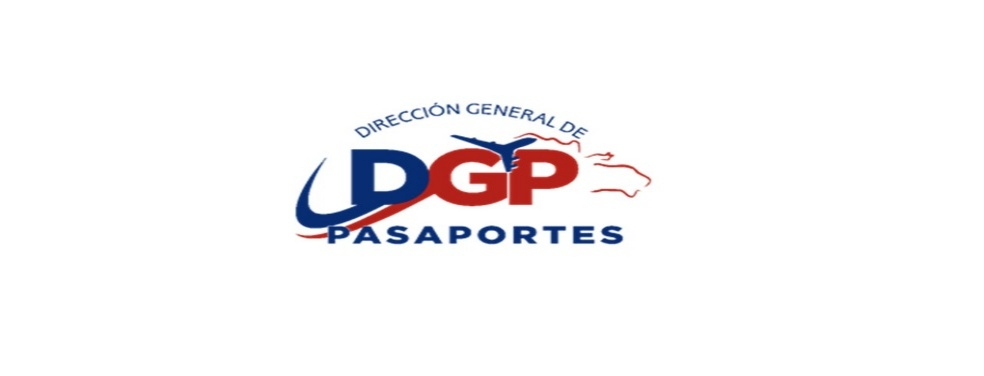 DIRECCIÓN GENERAL DE
DGP
PASAPORTES